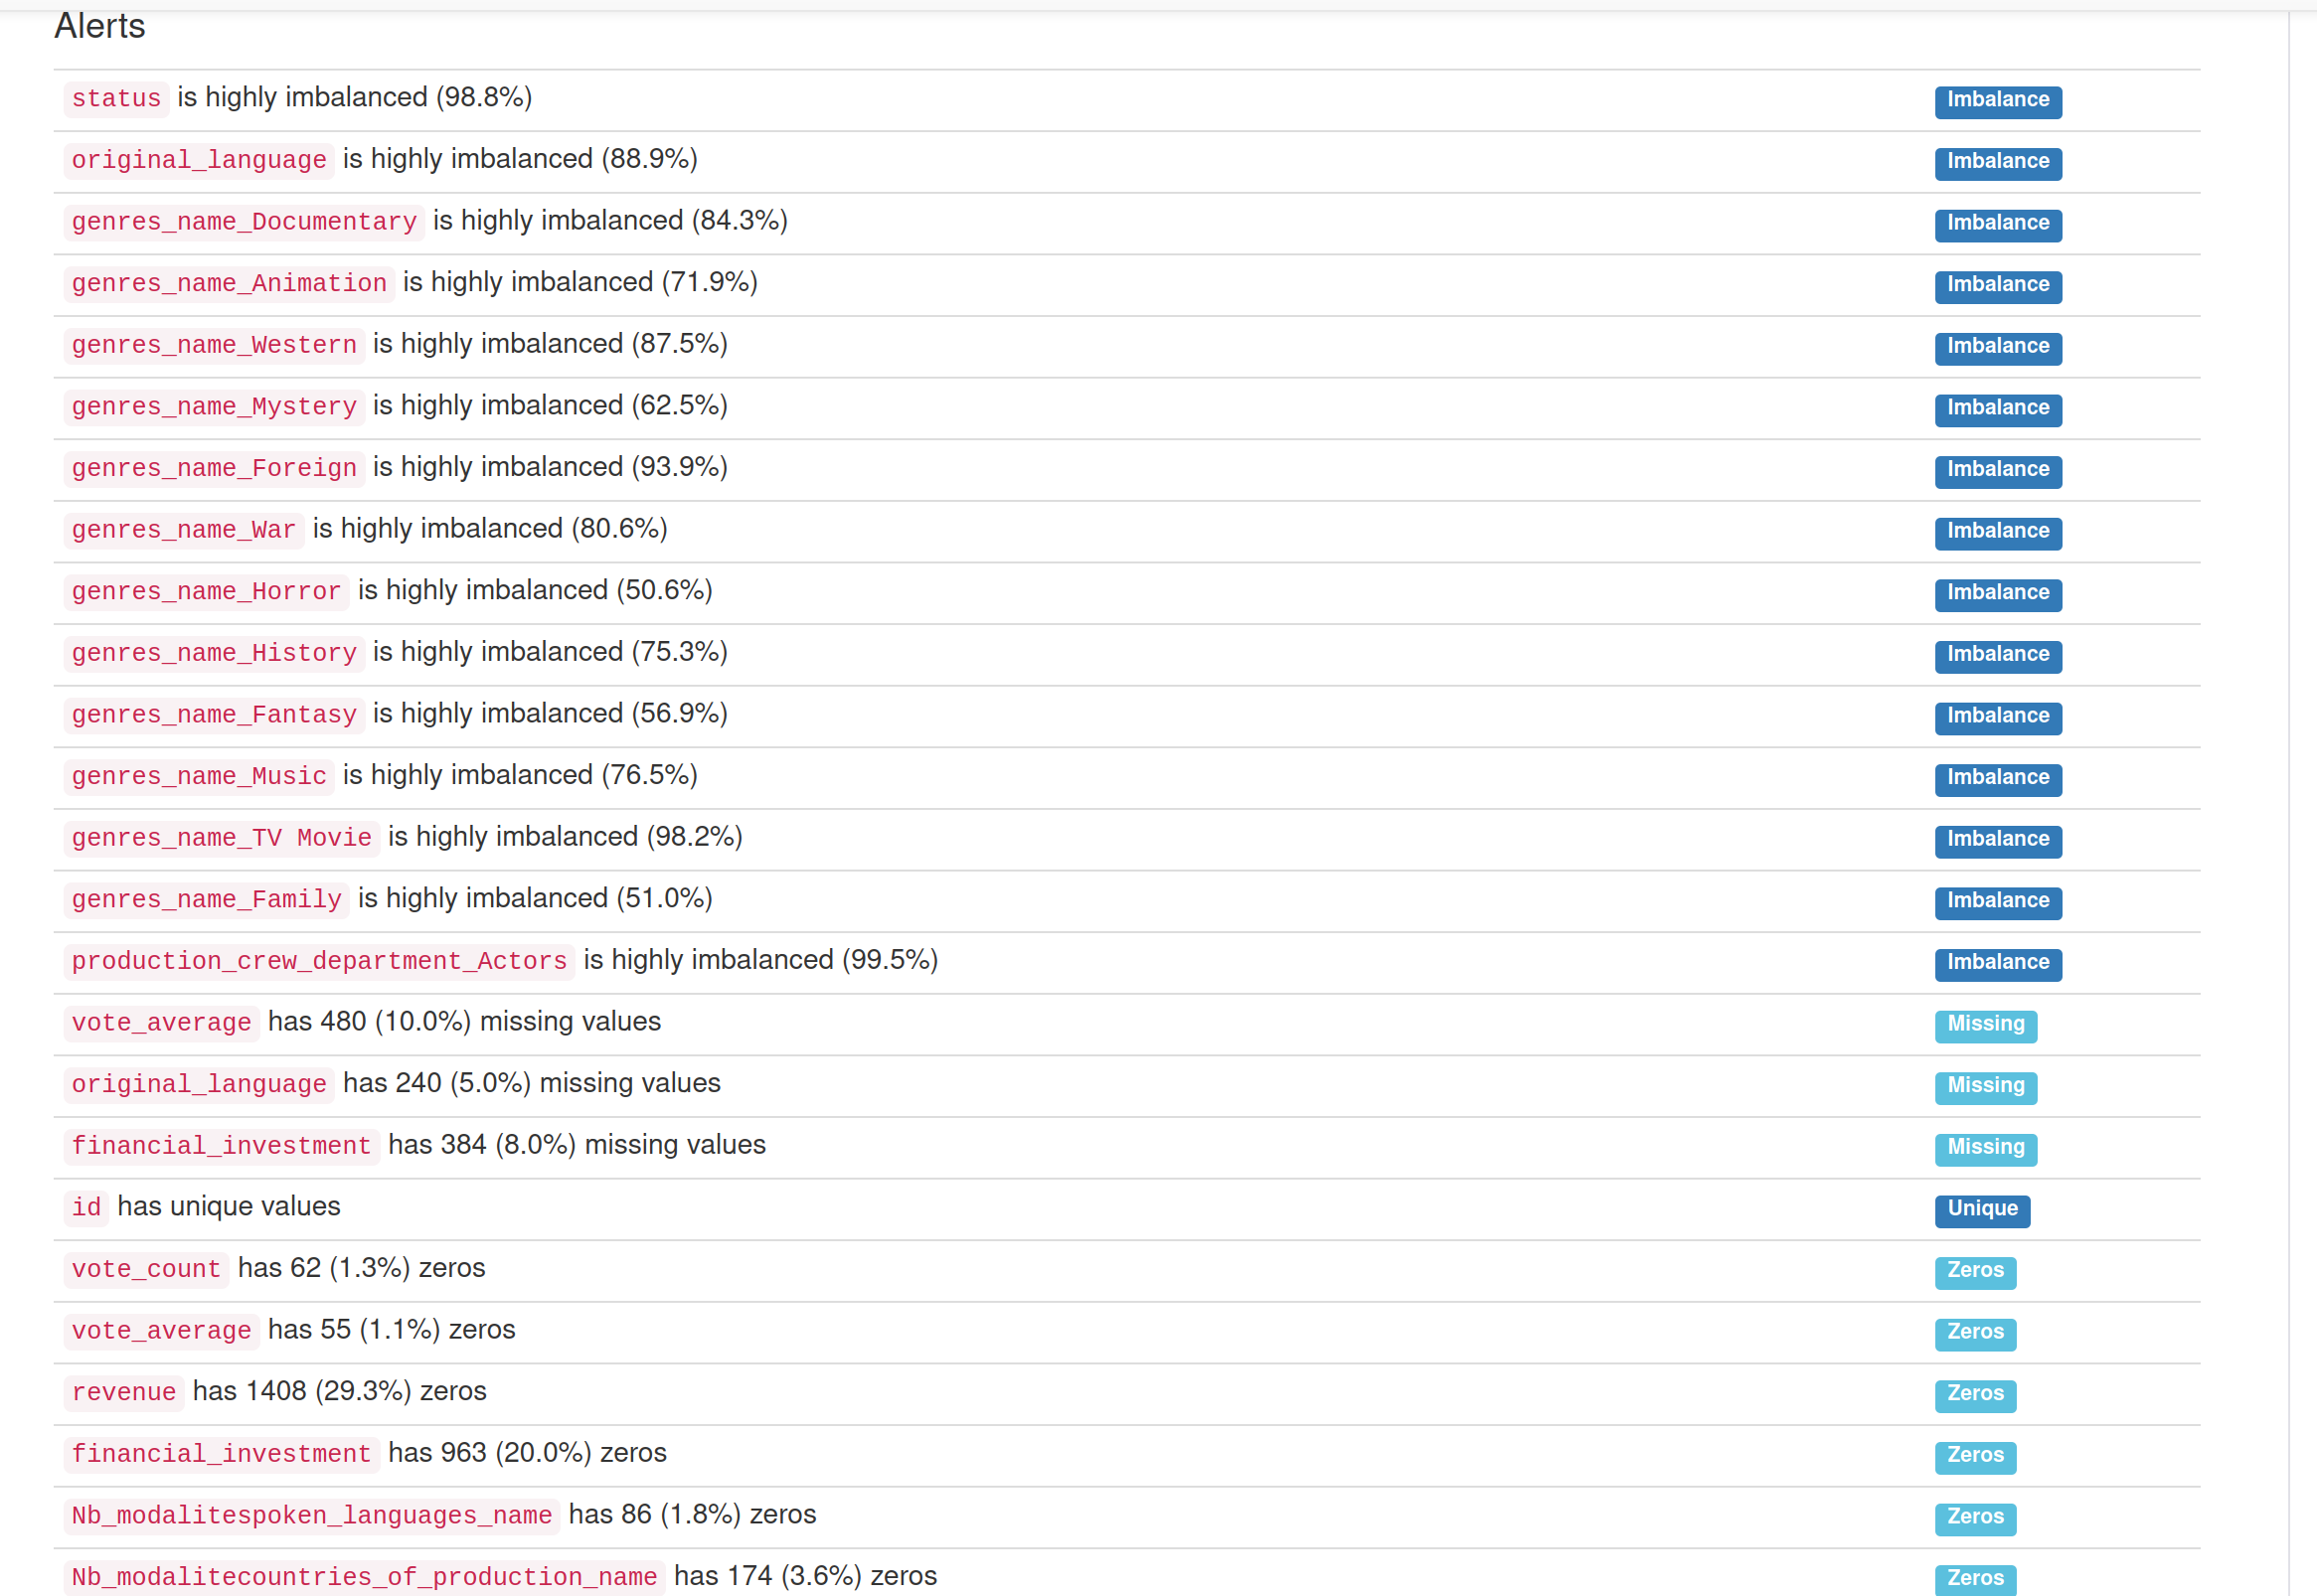 Alerts
status is highly imbalanced (98.8%) Imbalance
original_language is highly imbalanced (88.9%) Imbalance
genres_name_Documentary is highly imbalanced (84.3%) Imbalance
genres_name_Animation is highly imbalanced (71.9%) Imbalance
genres_name_Western is highly imbalanced (87.5%) Imbalance
genres_name_Mystery is highly imbalanced (62.5%) Imbalance
genres_name_Foreign is highly imbalanced (93.9%) Imbalance
genres_name_War is highly imbalanced (80.6%) Imbalance
genres_name_Horror is highly imbalanced (50.6%) Imbalance
genres_name_History is highly imbalanced (75.3%) Imbalance
genres_name_Fantasy is highly imbalanced (56.9%) Imbalance
genres_name_Music is highly imbalanced (76.5%) Imbalance
genres_name_TV Movie is highly imbalanced (98.2%) Imbalance
genres_name_Family is highly imbalanced (51.0%) Imbalance
production_crew_department_Actors is highly imbalanced (99.5%) Imbalance
vote_average has 480 (10.0%) missing values Missing
original_language has 240 (5.0%) missing values Missing
financial_investment has 384 (8.0%) missing values Missing
id has unique values Unique
vote_count has 62 (1.3%) zeros Zeros
vote_average has 55 (1.1%) zeros Zeros
revenue has 1408 (29.3%) zeros Zeros
financial_investment has 963 (20.0%) zeros Zeros
Nb_modalitespoken_languages_name has 86 (1.8%) zeros Zeros
Nb_modalitecountries_of_production_name has 174 (3.6%) zeros Zeros